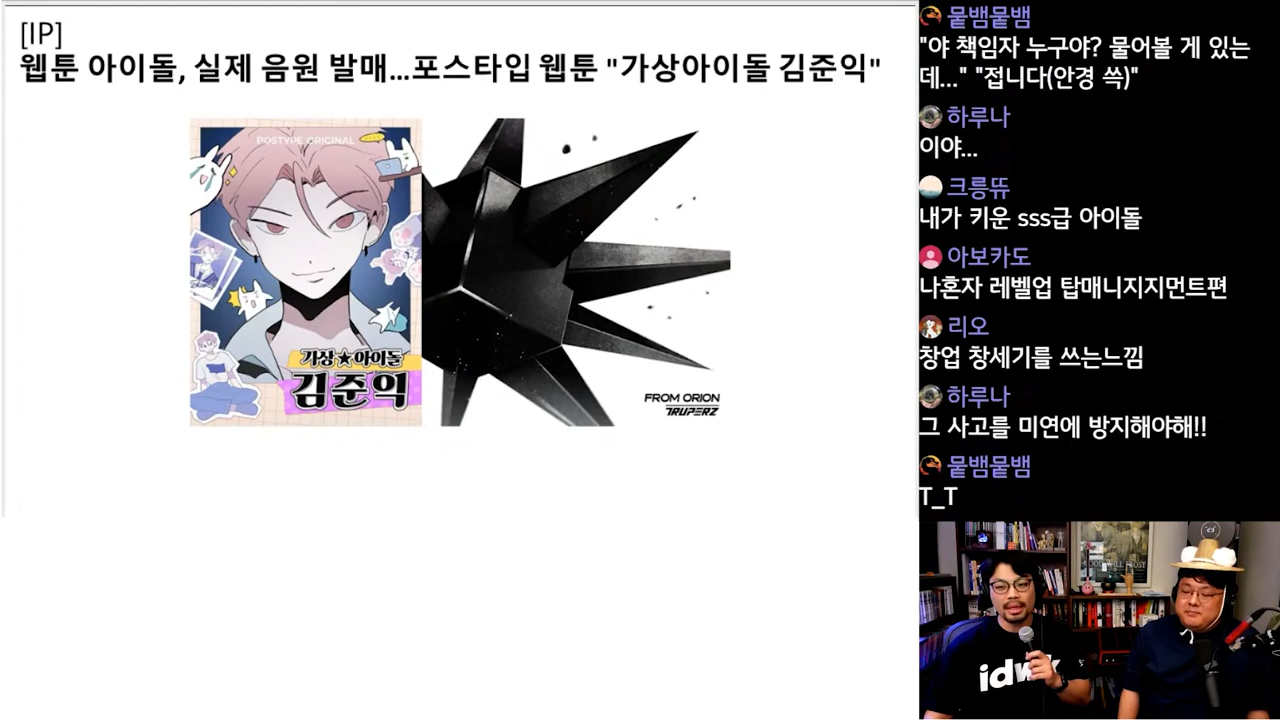 [IP]
웹툰 아이돌, 실제 음원 발매...포스타입 웹툰 "가상아이돌 김준익"
POSTYPE ORIGINAL
가상★아이돌
김준익
FROM ORION
TRUPERZ
뭍뱀뭍뱀
"야 책임자 누구야? 물어볼 게 있는
데..." "접니다(안경 쓱)"
하루나
이야...
크릉뜌
내가 키운 sss급 아이돌
아보카도
나혼자 레벨업 탑매니지지먼트편
리오
창업 창세기를 쓰는느낌
하루나
그 사고를 미연에 방지해야해!!
뭍뱀뭍뱀
T_T